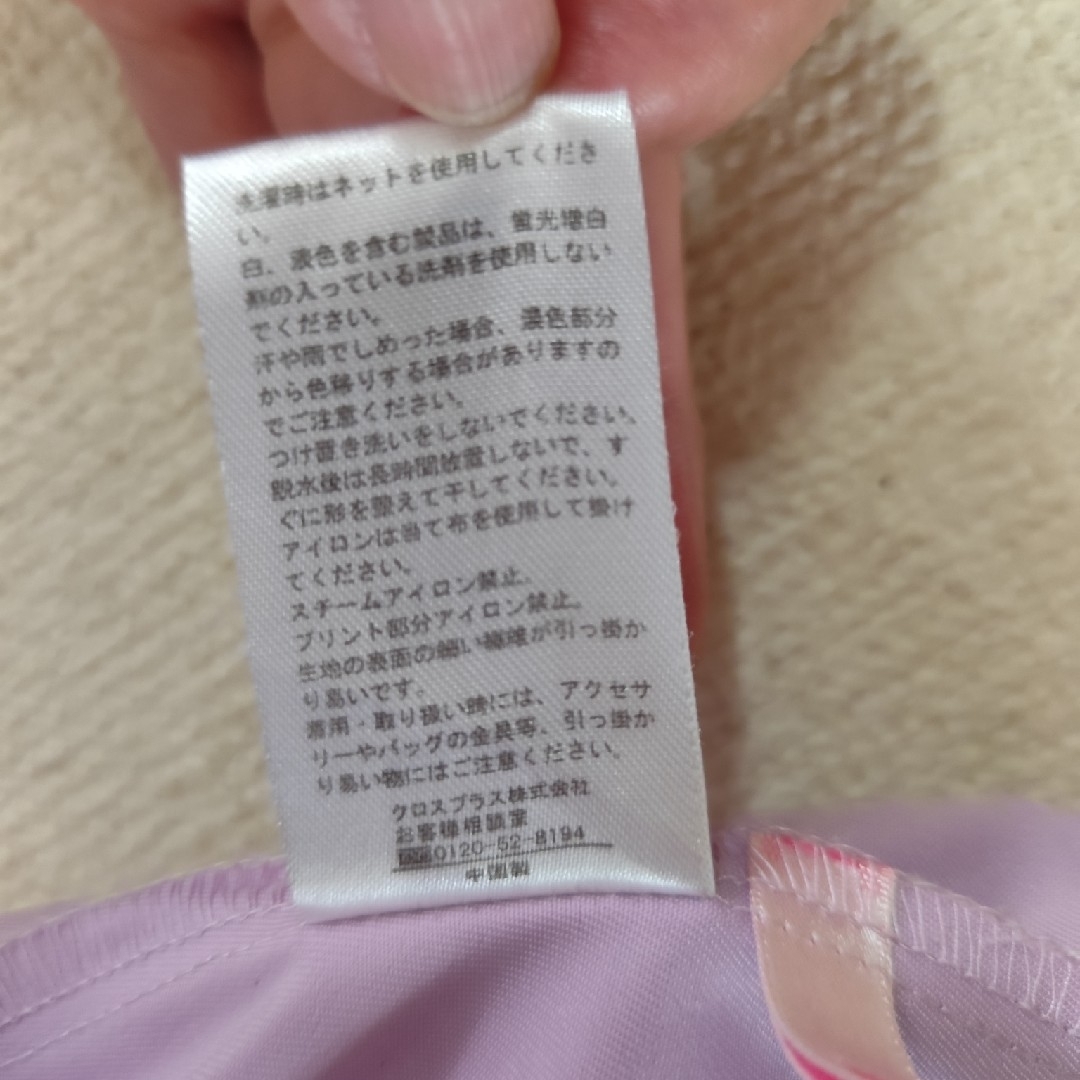 洗濯時はネットを使用してくださ
い。
白、淡色を含む製品は、蛍光増白
剤の入っている洗剤を使用しない
でください。
汗や雨でしめった場合、濃色部分
から色移りする場合がありますの
でご注意ください。
つけ置き洗いをしないでください、
脱水後は長時間放置しないで、す
ぐに形を整えて干してください。
アイロンは当て布を使用して掛け
てください。
スチームアイロン禁止。
プリント部分アイロン禁止。
生地の表面の細い繊維が引っ掛か
り易いです。
着用・取り扱い時には、アクセサ
リーやバッグの金具等、引っ掛か
り易い物にはご注意ください。
クロスプラス株式会社
お客様相談室
0120-52-8194
中国製